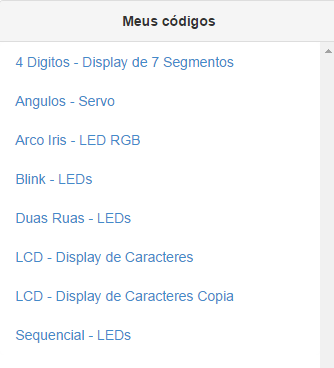 Meus códigos
4 Digitos - Display de 7 Segmentos
Angulos - Servo
Arco Iris - LED RGB
Blink - LEDs
Duas Ruas - LEDs
LCD - Display de Caracteres
LCD - Display de Caracteres Copia
Sequencial - LEDs